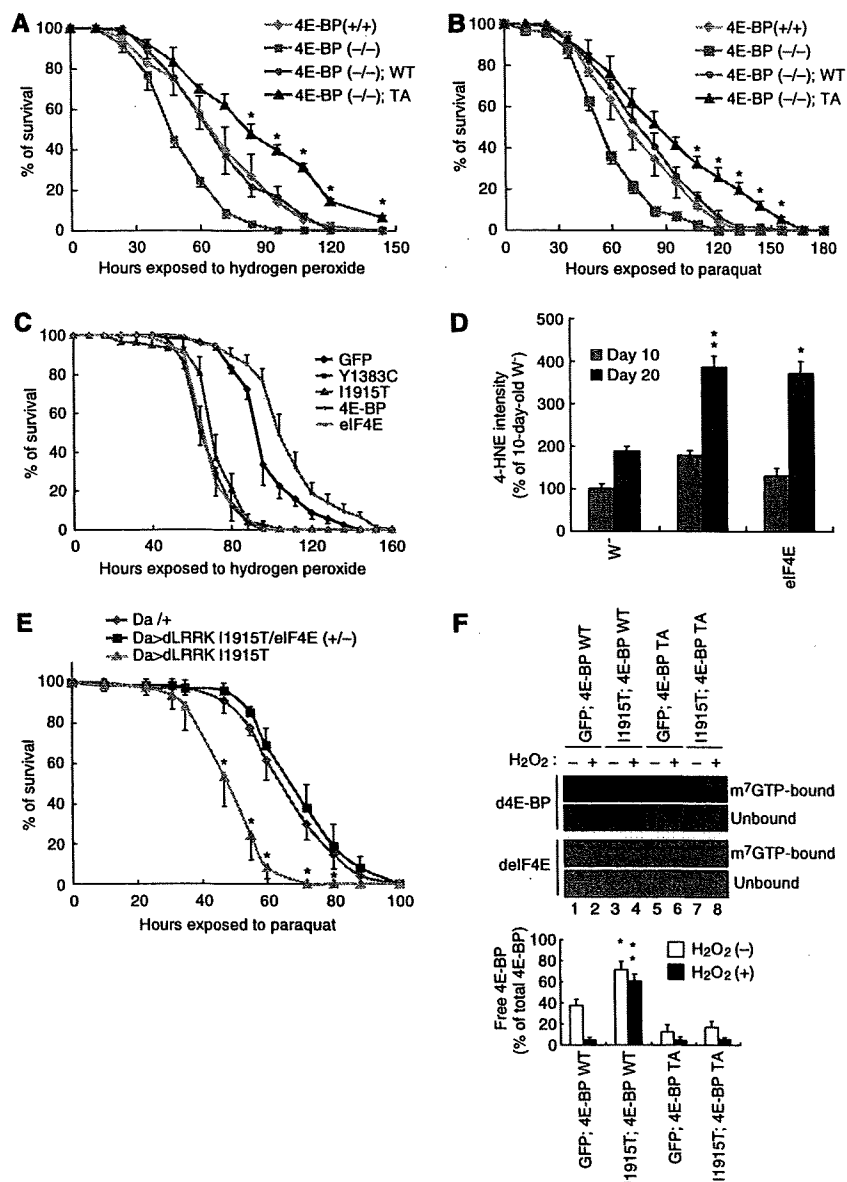 A
% of survival
100
80
60
40
20
0
0 30 60 90 120 150
Hours exposed to hydrogen peroxide
4E-BP(+/+)
4E-BP (−/−)
4E-BP (−/−); WT
4E-BP (−/−); TA
* * * * *
B
% of survival
100
80
60
40
20
0
0 30 60 90 120 150 180
Hours exposed to paraquat
4E-BP(+/+)
4E-BP (−/−)
4E-BP (−/−); WT
4E-BP (−/−); TA
* * * * *
C
% of survival
100
80
60
40
20
0
0 40 80 120 160
Hours exposed to hydrogen peroxide
GFP
Y1383C
I1915T
4E-BP
eIF4E
D
4-HNE intensity
(% of 10-day-old W⁻)
500
400
300
200
100
0
Day 10
Day 20
* *
*
W⁻
eIF4E
E
Da /+
Da>dLRRK I1915T/eIF4E (+/−)
Da>dLRRK I1915T
% of survival
100
80
60
40
20
0
0 20 40 60 80 100
Hours exposed to paraquat
* * * * *
F
GFP; 4E-BP WT
I1915T; 4E-BP WT
GFP; 4E-BP TA
I1915T; 4E-BP TA
H₂O₂ : − + − + − + − +
d4E-BP
m⁷GTP-bound
Unbound
deIF4E
m⁷GTP-bound
Unbound
1 2 3 4 5 6 7 8
Free 4E-BP
(% of total 4E-BP)
100
80
60
40
20
0
* * *
H₂O₂ (−)
H₂O₂ (+)
GFP; 4E-BP WT
1915T; 4E-BP WT
GFP; 4E-BP TA
I1915T; 4E-BP TA